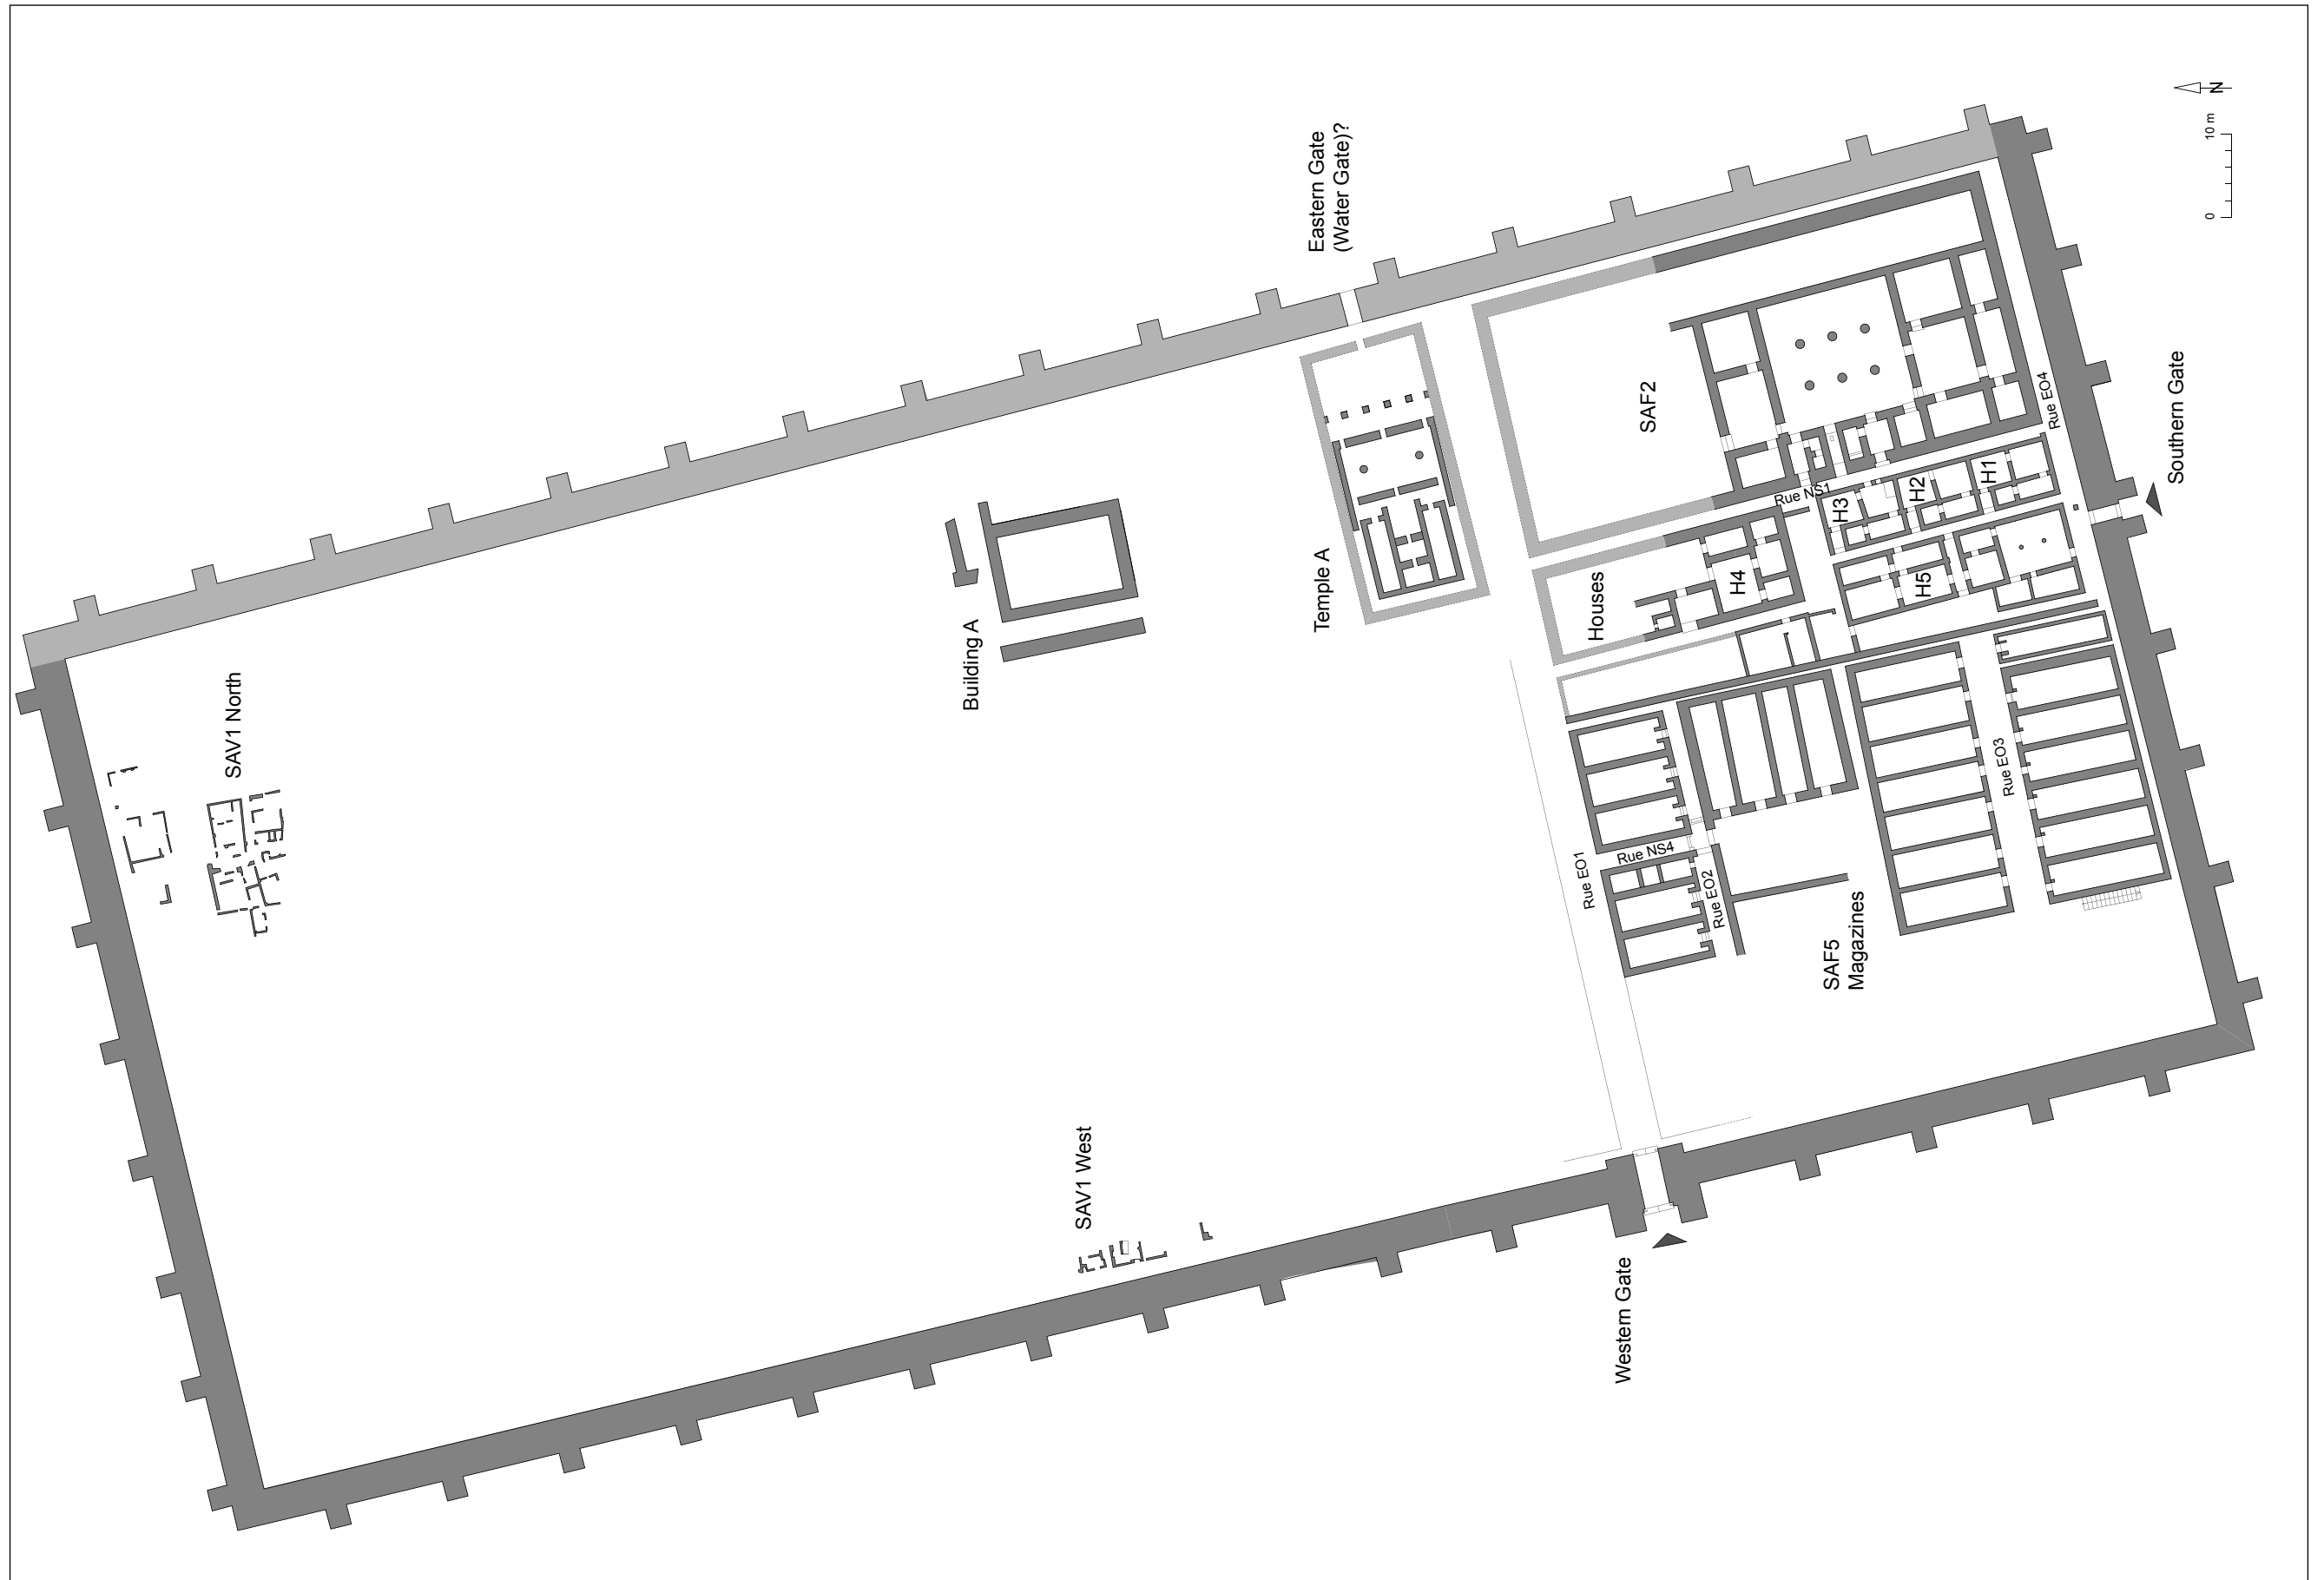 SAV1 North
Building A
SAV1 West
Eastern Gate
(Water Gate)?
Temple A
Houses
SAF2
Rue EO1
Rue NS4
Rue EO2
SAF5
Magazines
Western Gate
Rue NS1
H4
H3
H2
H1
H5
Rue EO3
Rue EO4
Southern Gate
N
0
10 m